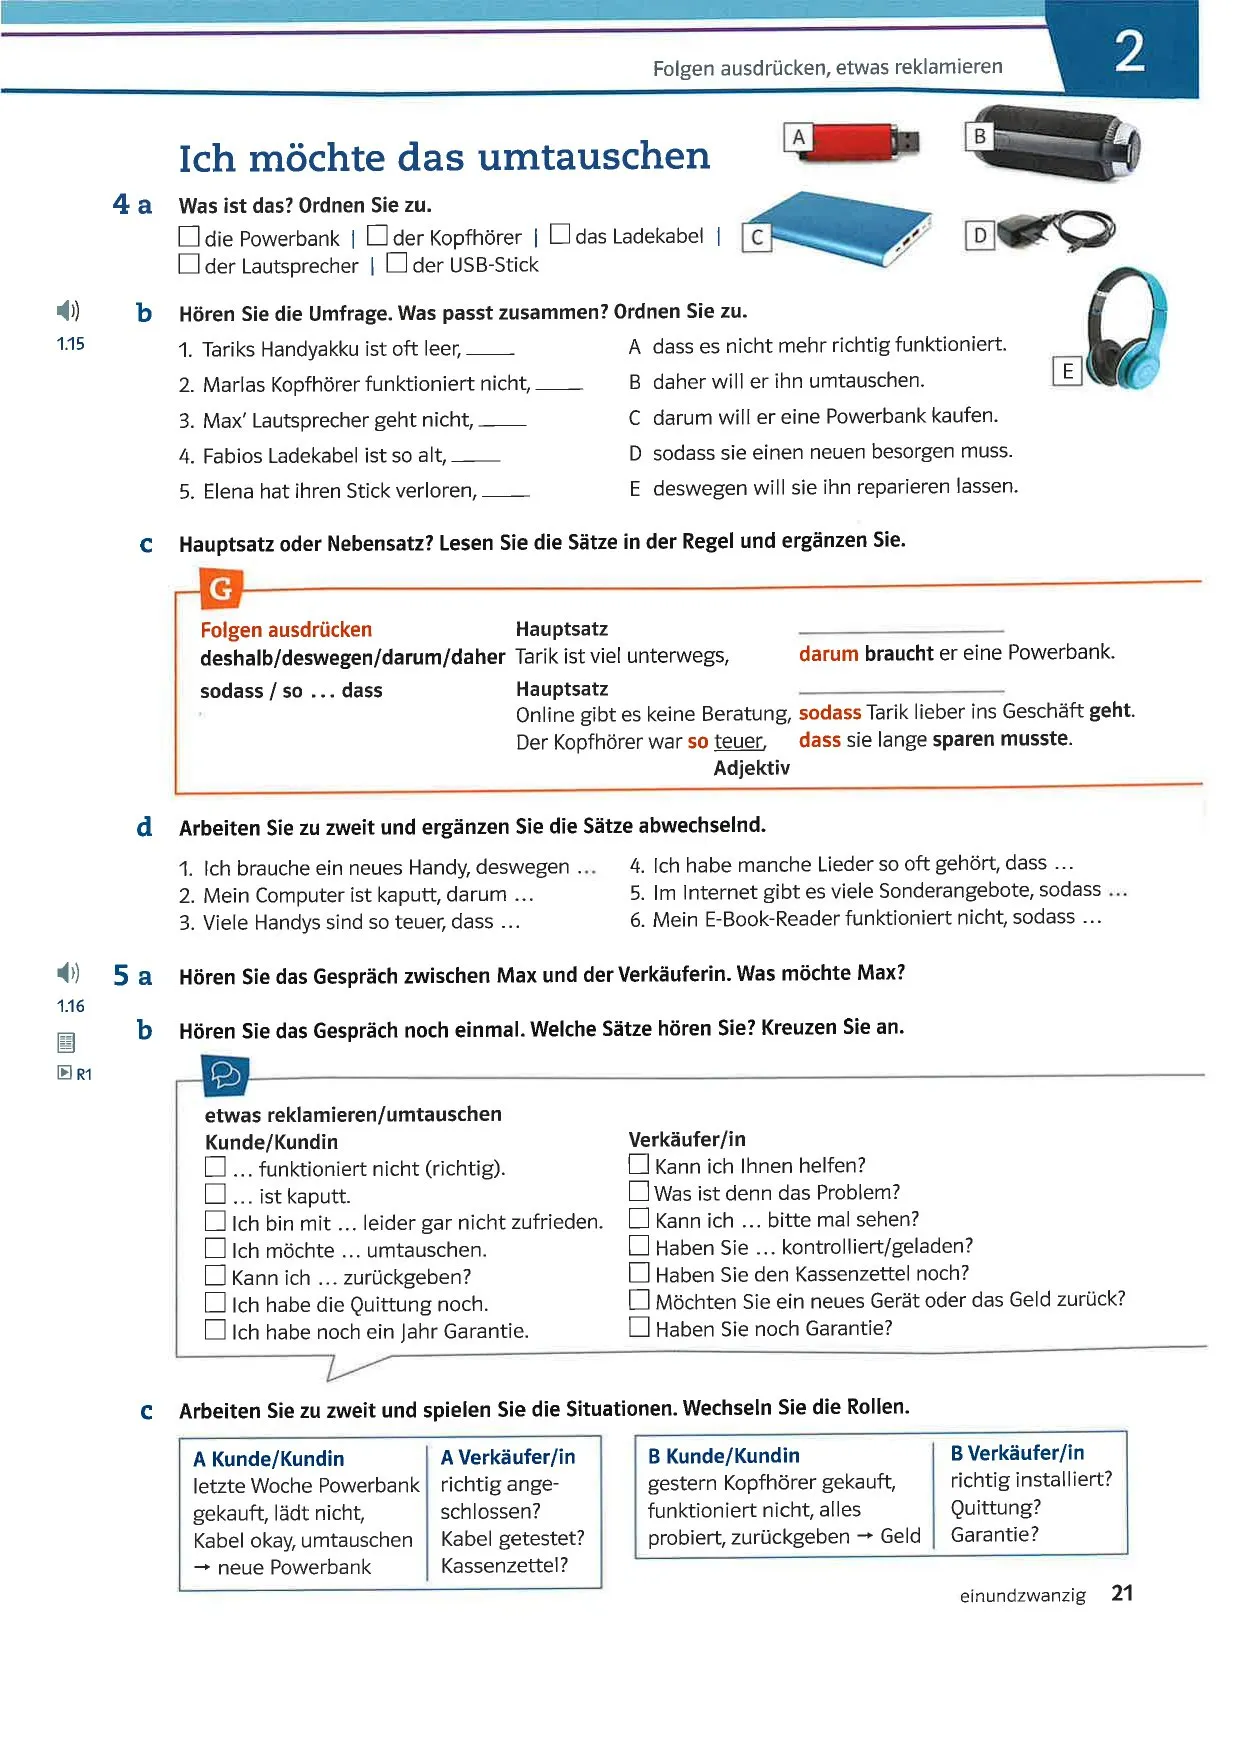 Folgen ausdrücken, etwas reklamieren
2
Ich möchte das umtauschen
A
B
C
D
E
4 a Was ist das? Ordnen Sie zu.
die Powerbank | der Kopfhörer | das Ladekabel |
der Lautsprecher | der USB-Stick
1.15
b Hören Sie die Umfrage. Was passt zusammen? Ordnen Sie zu.
1. Tariks Handyakku ist oft leer, ____ A dass es nicht mehr richtig funktioniert.
2. Marlas Kopfhörer funktioniert nicht, ____ B daher will er ihn umtauschen.
3. Max' Lautsprecher geht nicht, ____ C darum will er eine Powerbank kaufen.
4. Fabios Ladekabel ist so alt, ____ D sodass sie einen neuen besorgen muss.
5. Elena hat ihren Stick verloren, ____ E deswegen will sie ihn reparieren lassen.
c Hauptsatz oder Nebensatz? Lesen Sie die Sätze in der Regel und ergänzen Sie.
G
Folgen ausdrücken Hauptsatz ____
deshalb/deswegen/darum/daher Tarik ist viel unterwegs, darum braucht er eine Powerbank.
sodass / so ... dass Hauptsatz ____
Online gibt es keine Beratung, sodass Tarik lieber ins Geschäft geht.
Der Kopfhörer war so teuer, dass sie lange sparen musste.
Adjektiv
d Arbeiten Sie zu zweit und ergänzen Sie die Sätze abwechselnd.
1. Ich brauche ein neues Handy, deswegen ... 4. Ich habe manche Lieder so oft gehört, dass ...
2. Mein Computer ist kaputt, darum ... 5. Im Internet gibt es viele Sonderangebote, sodass ...
3. Viele Handys sind so teuer, dass ... 6. Mein E-Book-Reader funktioniert nicht, sodass ...
5 a Hören Sie das Gespräch zwischen Max und der Verkäuferin. Was möchte Max?
1.16
b Hören Sie das Gespräch noch einmal. Welche Sätze hören Sie? Kreuzen Sie an.
R1
etwas reklamieren/umtauschen
Kunde/Kundin
... funktioniert nicht (richtig).
... ist kaputt.
Ich bin mit ... leider gar nicht zufrieden.
Ich möchte ... umtauschen.
Kann ich ... zurückgeben?
Ich habe die Quittung noch.
Ich habe noch ein Jahr Garantie.
Verkäufer/in
Kann ich Ihnen helfen?
Was ist denn das Problem?
Kann ich ... bitte mal sehen?
Haben Sie ... kontrolliert/geladen?
Haben Sie den Kassenzettel noch?
Möchten Sie ein neues Gerät oder das Geld zurück?
Haben Sie noch Garantie?
c Arbeiten Sie zu zweit und spielen Sie die Situationen. Wechseln Sie die Rollen.
A Kunde/Kundin
letzte Woche Powerbank
gekauft, lädt nicht,
Kabel okay, umtauschen
→ neue Powerbank
A Verkäufer/in
richtig ange-
schlossen?
Kabel getestet?
Kassenzettel?
B Kunde/Kundin
gestern Kopfhörer gekauft,
funktioniert nicht, alles
probiert, zurückgeben → Geld
B Verkäufer/in
richtig installiert?
Quittung?
Garantie?
einundzwanzig 21